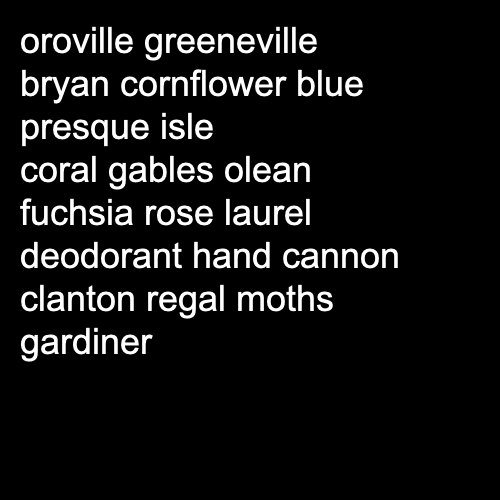 oroville greeneville
bryan cornflower blue
presque isle
coral gables olean
fuchsia rose laurel
deodorant hand cannon
clanton regal moths
gardiner